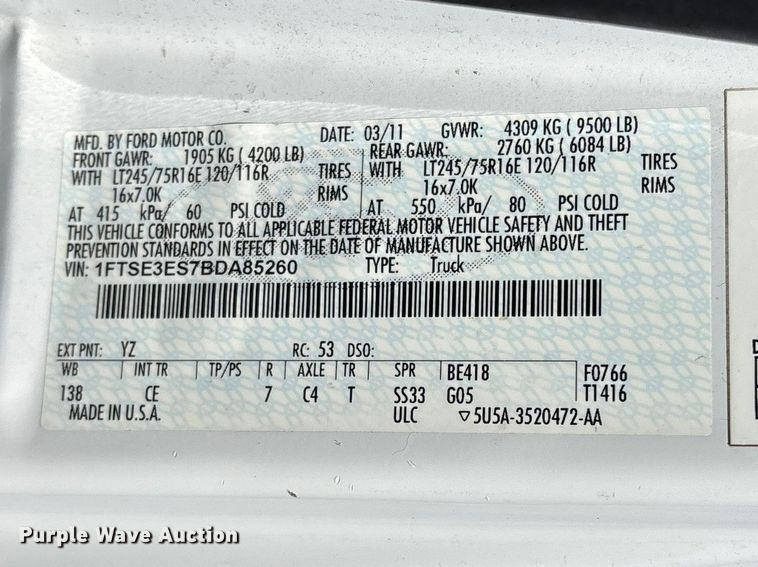 MFD. BY FORD MOTOR CO. DATE: 03/11 GVWR: 4309 KG ( 9500 LB)
FRONT GAWR: 1905 KG ( 4200 LB) REAR GAWR: 2760 KG ( 6084 LB)
WITH LT245/75R16E 120/116R TIRES WITH LT245/75R16E 120/116R TIRES
16x7.0K RIMS 16x7.0K RIMS
AT 415 kPa/ 60 PSI COLD AT 550 kPa/ 80 PSI COLD
THIS VEHICLE CONFORMS TO ALL APPLICABLE FEDERAL MOTOR VEHICLE SAFETY AND THEFT
PREVENTION STANDARDS IN EFFECT ON THE DATE OF MANUFACTURE SHOWN ABOVE.
VIN: 1FTSE3ES7BDA85260 TYPE: Truck
EXT PNT: YZ RC: 53 DSO:
WB INT TR TP/PS R AXLE TR SPR BE418 F0766
138 CE 7 C4 T SS33 G05 T1416
MADE IN U.S.A. ULC ▽5U5A-3520472-AA
Purple Wave Auction